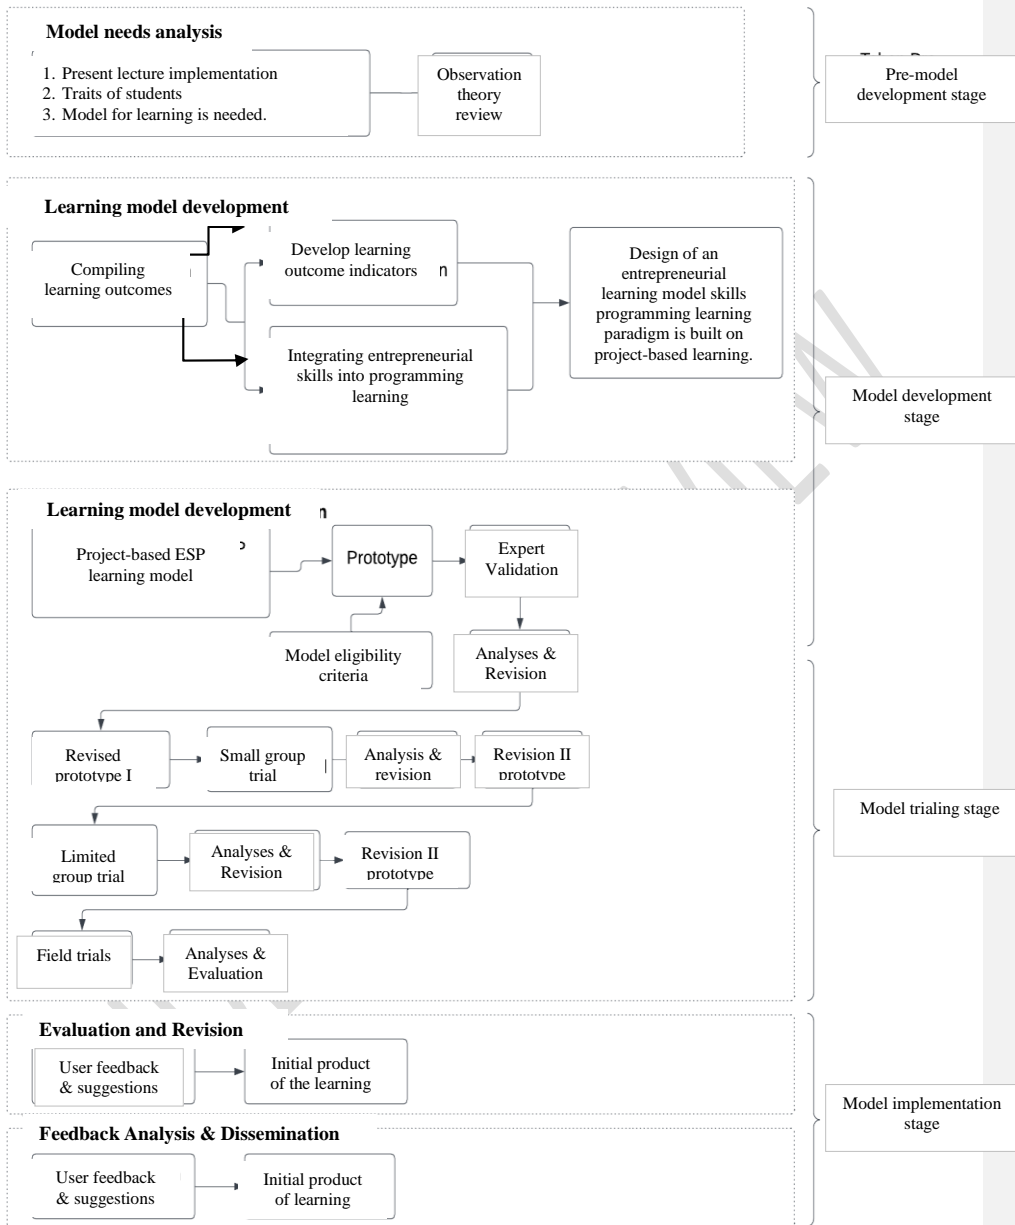 Model needs analysis
1. Present lecture implementation
2. Traits of students
3. Model for learning is needed.
Observation
theory
review
Pre-model
development stage
Learning model development
Compiling
learning outcomes
Develop learning
outcome indicators
n
Integrating entrepreneurial
skills into programming
learning
Design of an
entrepreneurial
learning model skills
programming learning
paradigm is built on
project-based learning.
Model development
stage
Learning model development
n
Project-based ESP
learning model
Prototype
Expert
Validation
Model eligibility
criteria
Analyses &
Revision
Revised
prototype I
Small group
trial
Analysis &
revision
Revision II
prototype
Model trialing stage
Limited
group trial
Analyses &
Revision
Revision II
prototype
Field trials
Analyses &
Evaluation
Evaluation and Revision
User feedback
& suggestions
Initial product
of the learning
Model implementation
stage
Feedback Analysis & Dissemination
User feedback
& suggestions
Initial product
of learning